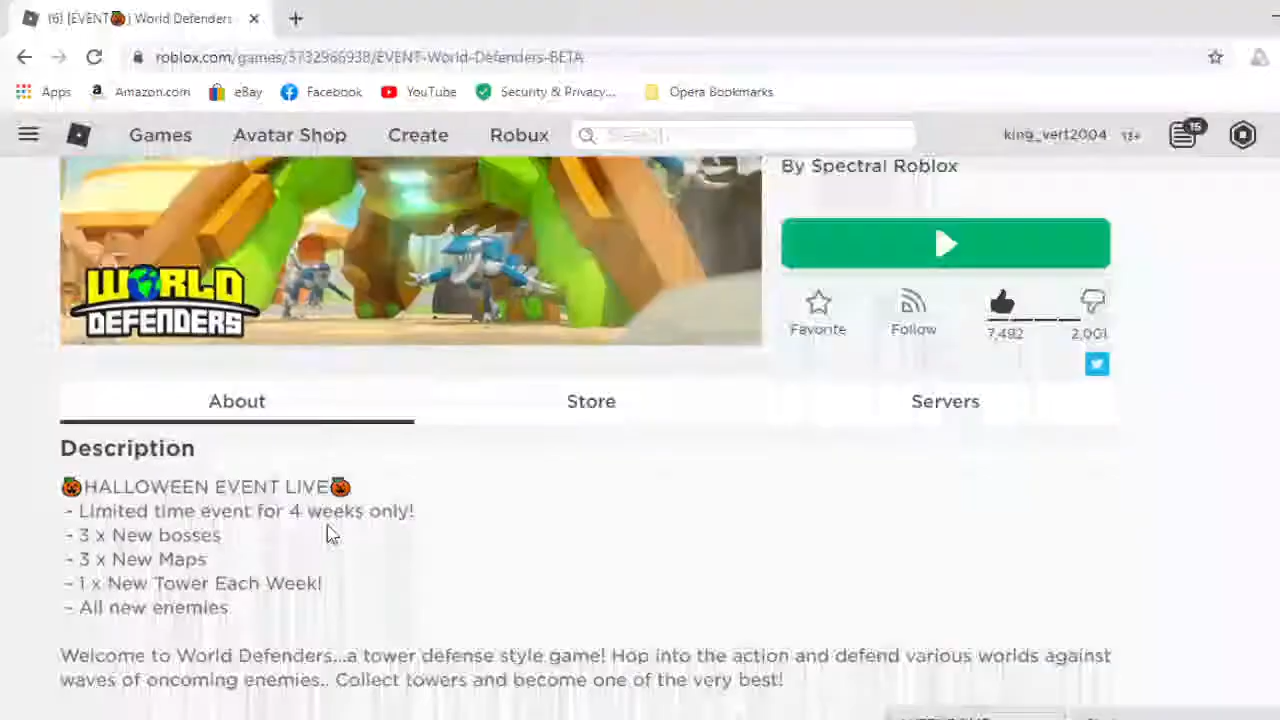 (6) [EVENT🎃] World Defenders
roblox.com/games/5732966938/EVENT-World-Defenders-BETA
Apps Amazon.com eBay Facebook YouTube Security & Privacy... Opera Bookmarks
Games Avatar Shop Create Robux Search king_vert2004 13+ 15
By Spectral Roblox
WORLD
DEFENDERS
Favorite Follow 7,492 2,001
About Store Servers
Description
🎃HALLOWEEN EVENT LIVE🎃
- Limited time event for 4 weeks only!
- 3 x New bosses
- 3 x New Maps
- 1 x New Tower Each Week!
- All new enemies
Welcome to World Defenders...a tower defense style game! Hop into the action and defend various worlds against
waves of oncoming enemies.. Collect towers and become one of the very best!